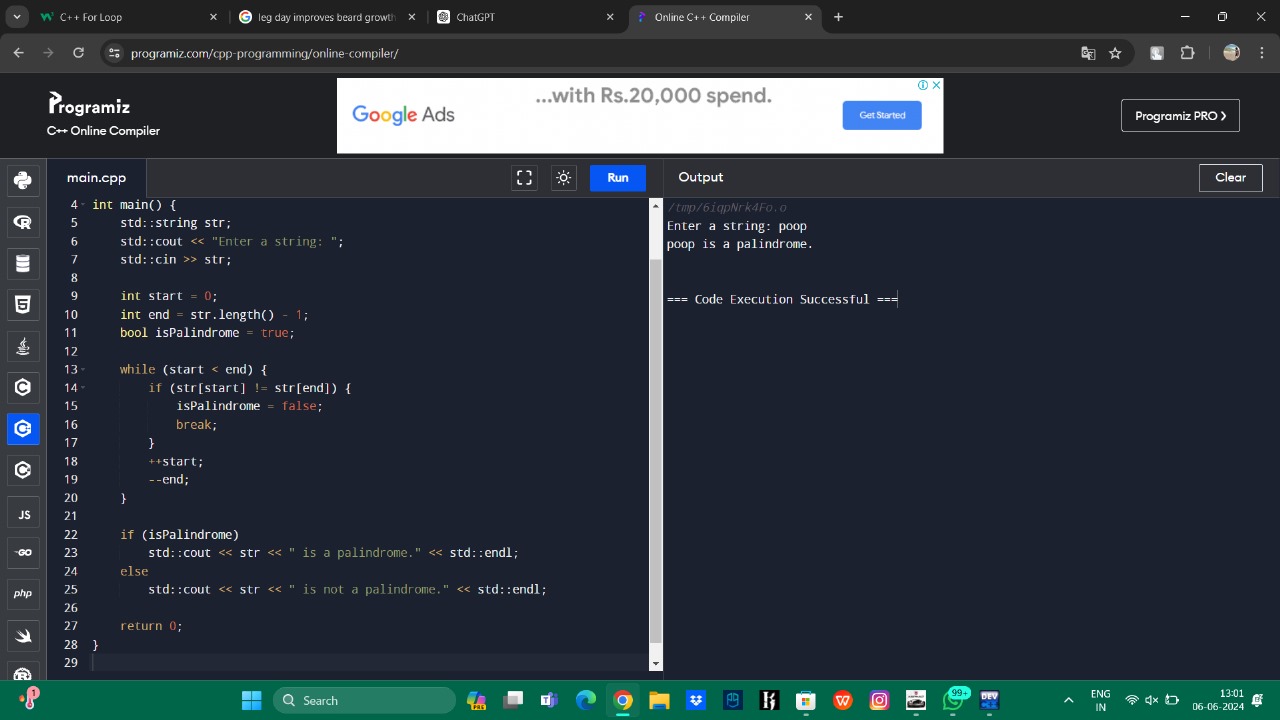 C++ For Loop
leg day improves beard growth
ChatGPT
Online C++ Compiler
programiz.com/cpp-programming/online-compiler/
Programiz
C++ Online Compiler
Google Ads
...with Rs.20,000 spend.
Get Started
Programiz PRO
main.cpp
Run
Output
Clear
4 int main() {
5 std::string str;
6 std::cout << "Enter a string: ";
7 std::cin >> str;
8
9 int start = 0;
10 int end = str.length() - 1;
11 bool isPalindrome = true;
12
13 while (start < end) {
14 if (str[start] != str[end]) {
15 isPalindrome = false;
16 break;
17 }
18 ++start;
19 --end;
20 }
21
22 if (isPalindrome)
23 std::cout << str << " is a palindrome." << std::endl;
24 else
25 std::cout << str << " is not a palindrome." << std::endl;
26
27 return 0;
28 }
29
/tmp/6iqpNrk4Fo.o
Enter a string: poop
poop is a palindrome.
=== Code Execution Successful ===
JS
GO
php
1
Search
PRE
99+
DEV
ENG
IN
13:01
06-06-2024